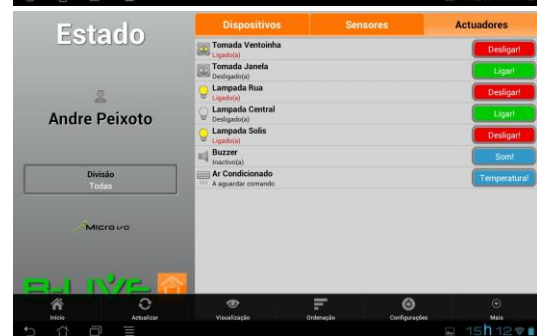 Estado
Andre Peixoto
Divisão
Todas
Micro I/O
B-LIVE
Dispositivos
Sensores
Actuadores
Tomada Ventoinha
Ligado(a)
Desligar!
Tomada Janela
Desligado(a)
Ligar!
Lampada Rua
Ligado(a)
Desligar!
Lampada Central
Desligado(a)
Ligar!
Lampada Solis
Ligado(a)
Desligar!
Buzzer
Inactivo(a)
Som!
Ar Condicionado
A aguardar comando
Temperatura!
Início
Actualizar
Visualização
Ordenação
Configurações
Mais
15h12